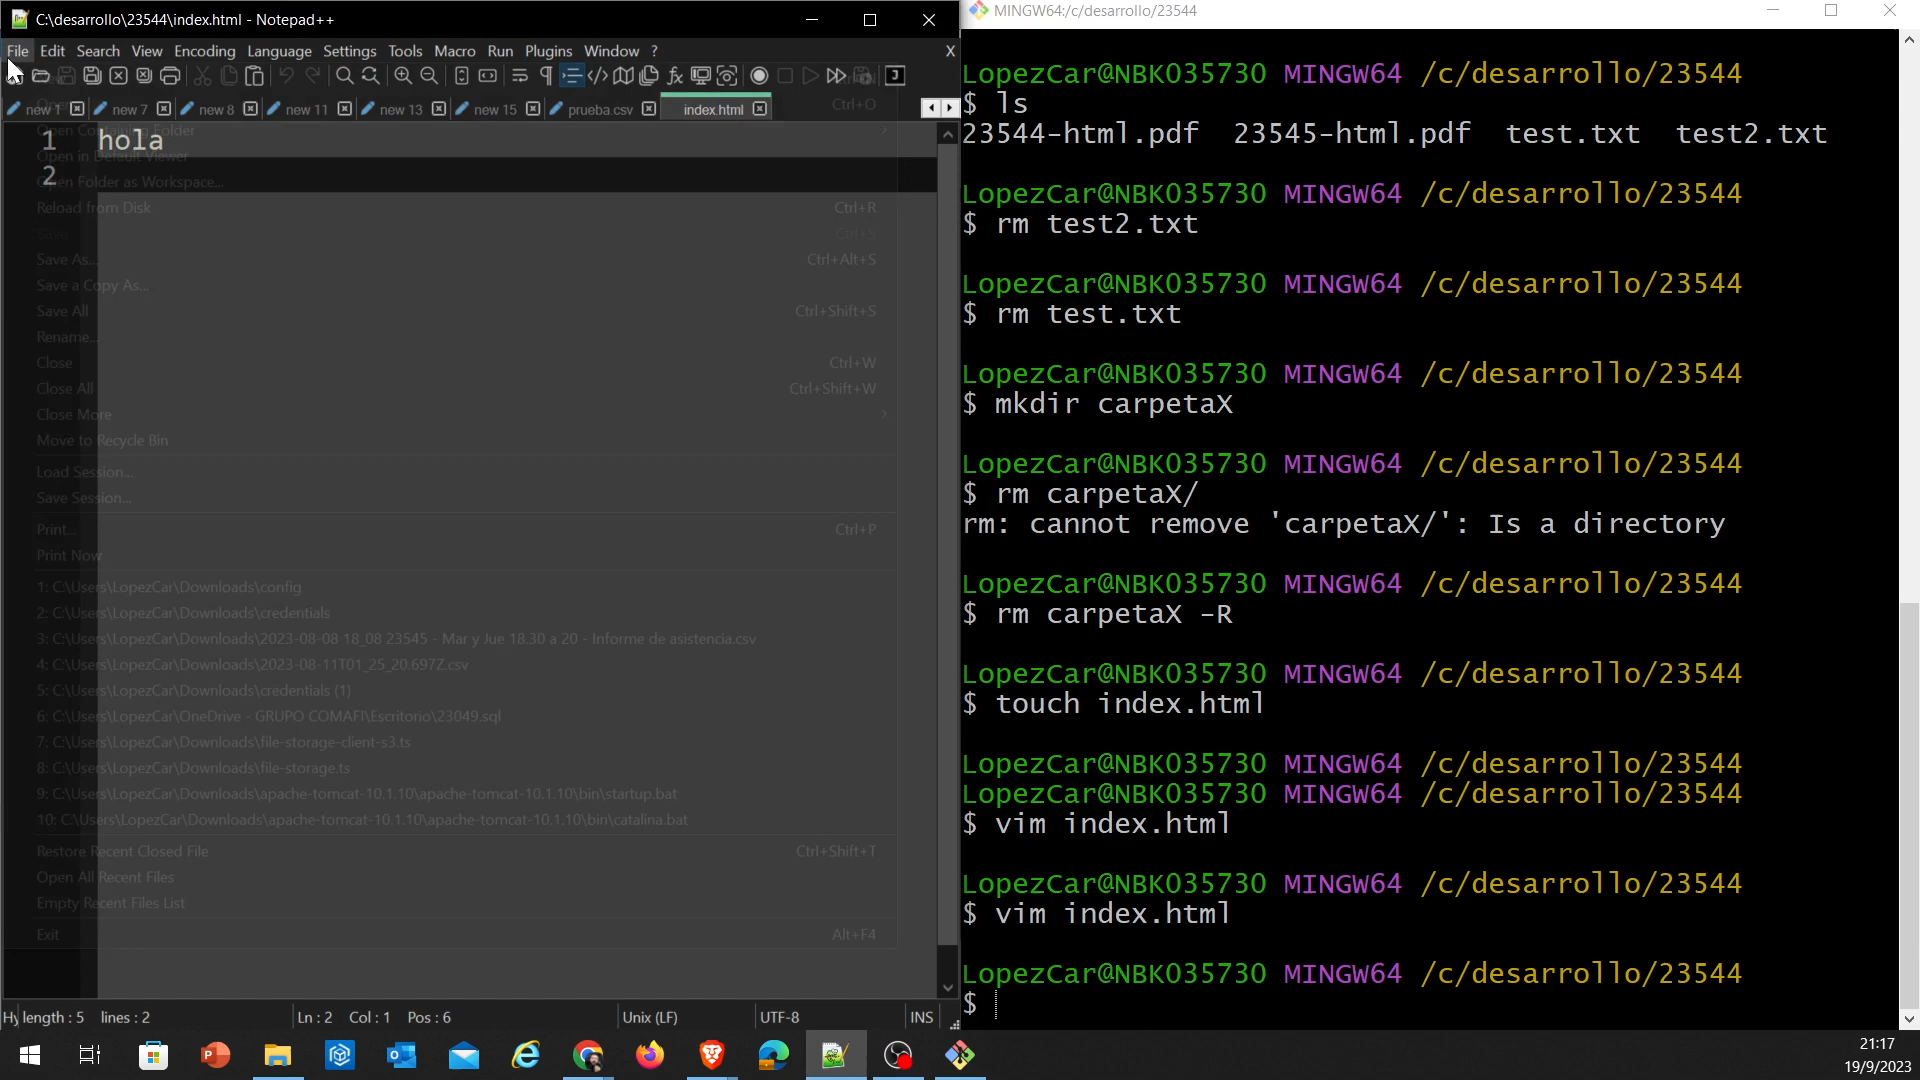 C:\desarrollo\23544\index.html - Notepad++
File Edit Search View Encoding Language Settings Tools Macro Run Plugins Window ? X
new 1 new 7 new 8 new 11 new 13 new 15 prueba.csv index.html
Ctrl+O
1 hola
2
Open Containing Folder
Open in Default Viewer
Open Folder as Workspace...
Reload from Disk Ctrl+R
Save Ctrl+S
Save As... Ctrl+Alt+S
Save a Copy As...
Save All Ctrl+Shift+S
Rename...
Close Ctrl+W
Close All Ctrl+Shift+W
Close More
Move to Recycle Bin
Load Session...
Save Session...
Print... Ctrl+P
Print Now
1: C:\Users\LopezCar\Downloads\config
2: C:\Users\LopezCar\Downloads\credentials
3: C:\Users\LopezCar\Downloads\2023-08-08 18_08 23545 - Mar y Jue 18.30 a 20 - Informe de asistencia.csv
4: C:\Users\LopezCar\Downloads\2023-08-11T01_25_20.697Z.csv
5: C:\Users\LopezCar\Downloads\credentials (1)
6: C:\Users\LopezCar\OneDrive - GRUPO COMAFI\Escritorio\23049.sql
7: C:\Users\LopezCar\Downloads\file-storage-client-s3.ts
8: C:\Users\LopezCar\Downloads\file-storage.ts
9: C:\Users\LopezCar\Downloads\apache-tomcat-10.1.10\apache-tomcat-10.1.10\bin\startup.bat
10: C:\Users\LopezCar\Downloads\apache-tomcat-10.1.10\apache-tomcat-10.1.10\bin\catalina.bat
Restore Recent Closed File Ctrl+Shift+T
Open All Recent Files
Empty Recent Files List
Exit Alt+F4
Hy length : 5 lines : 2 Ln : 2 Col : 1 Pos : 6 Unix (LF) UTF-8 INS
MINGW64:/c/desarrollo/23544
LopezCar@NBK035730 MINGW64 /c/desarrollo/23544
$ ls
23544-html.pdf 23545-html.pdf test.txt test2.txt
LopezCar@NBK035730 MINGW64 /c/desarrollo/23544
$ rm test2.txt
LopezCar@NBK035730 MINGW64 /c/desarrollo/23544
$ rm test.txt
LopezCar@NBK035730 MINGW64 /c/desarrollo/23544
$ mkdir carpetaX
LopezCar@NBK035730 MINGW64 /c/desarrollo/23544
$ rm carpetaX/
rm: cannot remove 'carpetaX/': Is a directory
LopezCar@NBK035730 MINGW64 /c/desarrollo/23544
$ rm carpetaX -R
LopezCar@NBK035730 MINGW64 /c/desarrollo/23544
$ touch index.html
LopezCar@NBK035730 MINGW64 /c/desarrollo/23544
LopezCar@NBK035730 MINGW64 /c/desarrollo/23544
$ vim index.html
LopezCar@NBK035730 MINGW64 /c/desarrollo/23544
$ vim index.html
LopezCar@NBK035730 MINGW64 /c/desarrollo/23544
$
21:17
19/9/2023